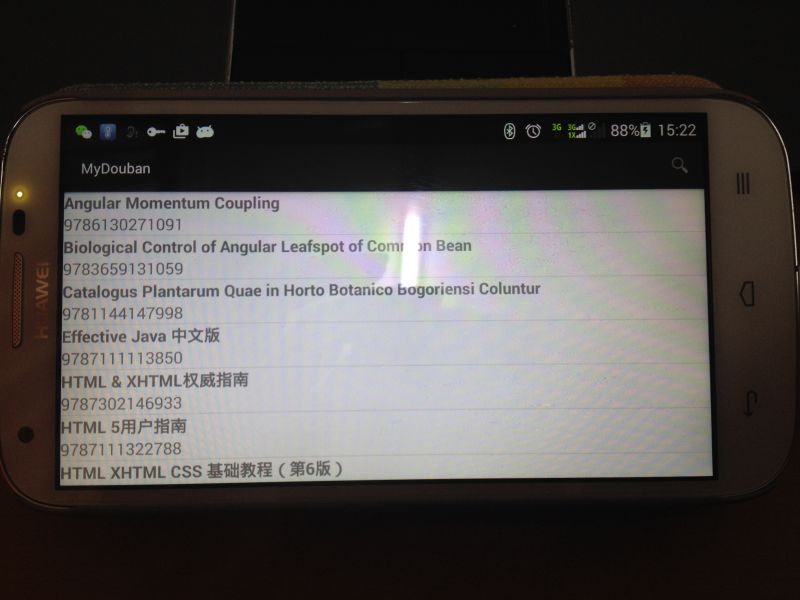 3G
3G
1X
88%
15:22
MyDouban
Angular Momentum Coupling
9786130271091
Biological Control of Angular Leafspot of Common Bean
9783659131059
Catalogus Plantarum Quae in Horto Botanico Bogoriensi Coluntur
9781144147998
Effective Java 中文版
9787111113850
HTML & XHTML权威指南
9787302146933
HTML 5用户指南
9787111322788
HTML XHTML CSS 基础教程（第6版）
HUAWEI